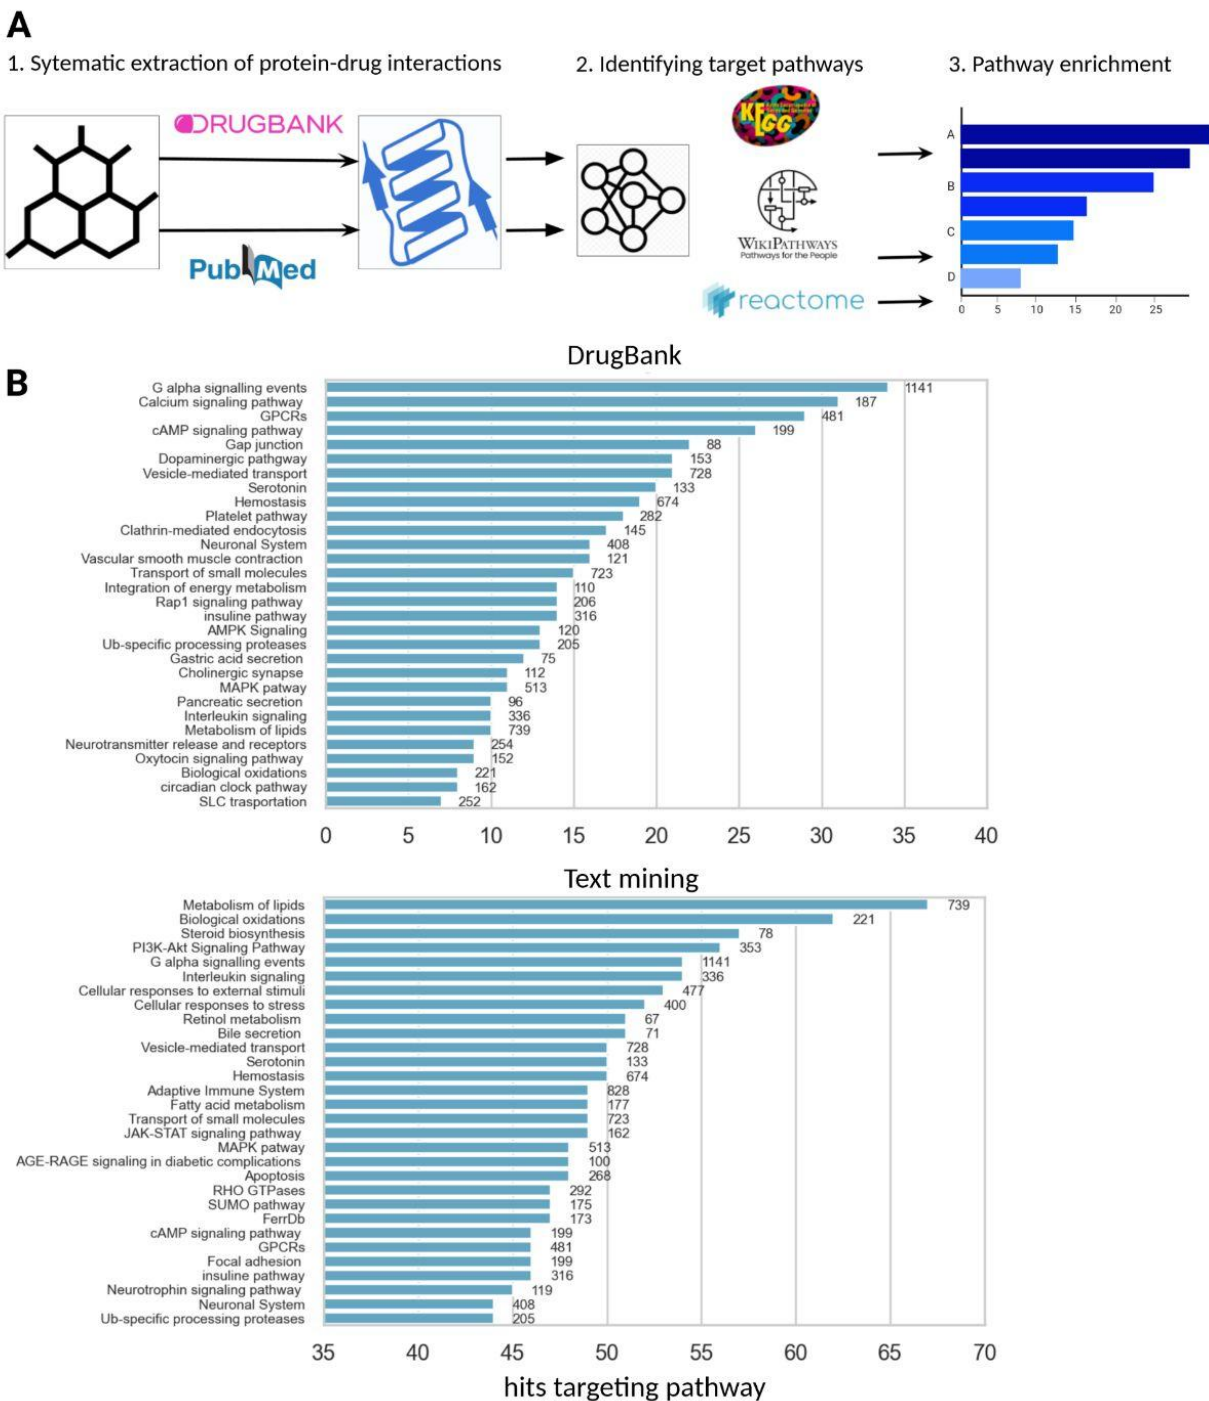 A
1. Sytematic extraction of protein-drug interactions
2. Identifying target pathways
3. Pathway enrichment
DRUGBANK
PubMed
KEGG
WIKIPATHWAYS
Pathways for the People
reactome
A
B
C
D
0 5 10 15 20 25
B
DrugBank
G alpha signalling events 1141
Calcium signaling pathway 187
GPCRs 481
cAMP signaling pathway 199
Gap junction 88
Dopaminergic pathgway 153
Vesicle-mediated transport 728
Serotonin 133
Hemostasis 674
Platelet pathway 282
Clathrin-mediated endocytosis 145
Neuronal System 408
Vascular smooth muscle contraction 121
Transport of small molecules 723
Integration of energy metabolism 110
Rap1 signaling pathway 206
insuline pathway 316
AMPK Signaling 120
Ub-specific processing proteases 205
Gastric acid secretion 75
Cholinergic synapse 112
MAPK patway 513
Pancreatic secretion 96
Interleukin signaling 336
Metabolism of lipids 739
Neurotransmitter release and receptors 254
Oxytocin signaling pathway 152
Biological oxidations 221
circadian clock pathway 162
SLC trasportation 252
0 5 10 15 20 25 30 35 40
Text mining
Metabolism of lipids 739
Biological oxidations 221
Steroid biosynthesis 78
PI3K-Akt Signaling Pathway 353
G alpha signalling events 1141
Interleukin signaling 336
Cellular responses to external stimuli 477
Cellular responses to stress 400
Retinol metabolism 67
Bile secretion 71
Vesicle-mediated transport 728
Serotonin 133
Hemostasis 674
Adaptive Immune System 828
Fatty acid metabolism 177
Transport of small molecules 723
JAK-STAT signaling pathway 162
MAPK patway 513
AGE-RAGE signaling in diabetic complications 100
Apoptosis 268
RHO GTPases 292
SUMO pathway 175
FerrDb 173
cAMP signaling pathway 199
GPCRs 481
Focal adhesion 199
insuline pathway 316
Neurotrophin signaling pathway 119
Neuronal System 408
Ub-specific processing proteases 205
35 40 45 50 55 60 65 70
hits targeting pathway